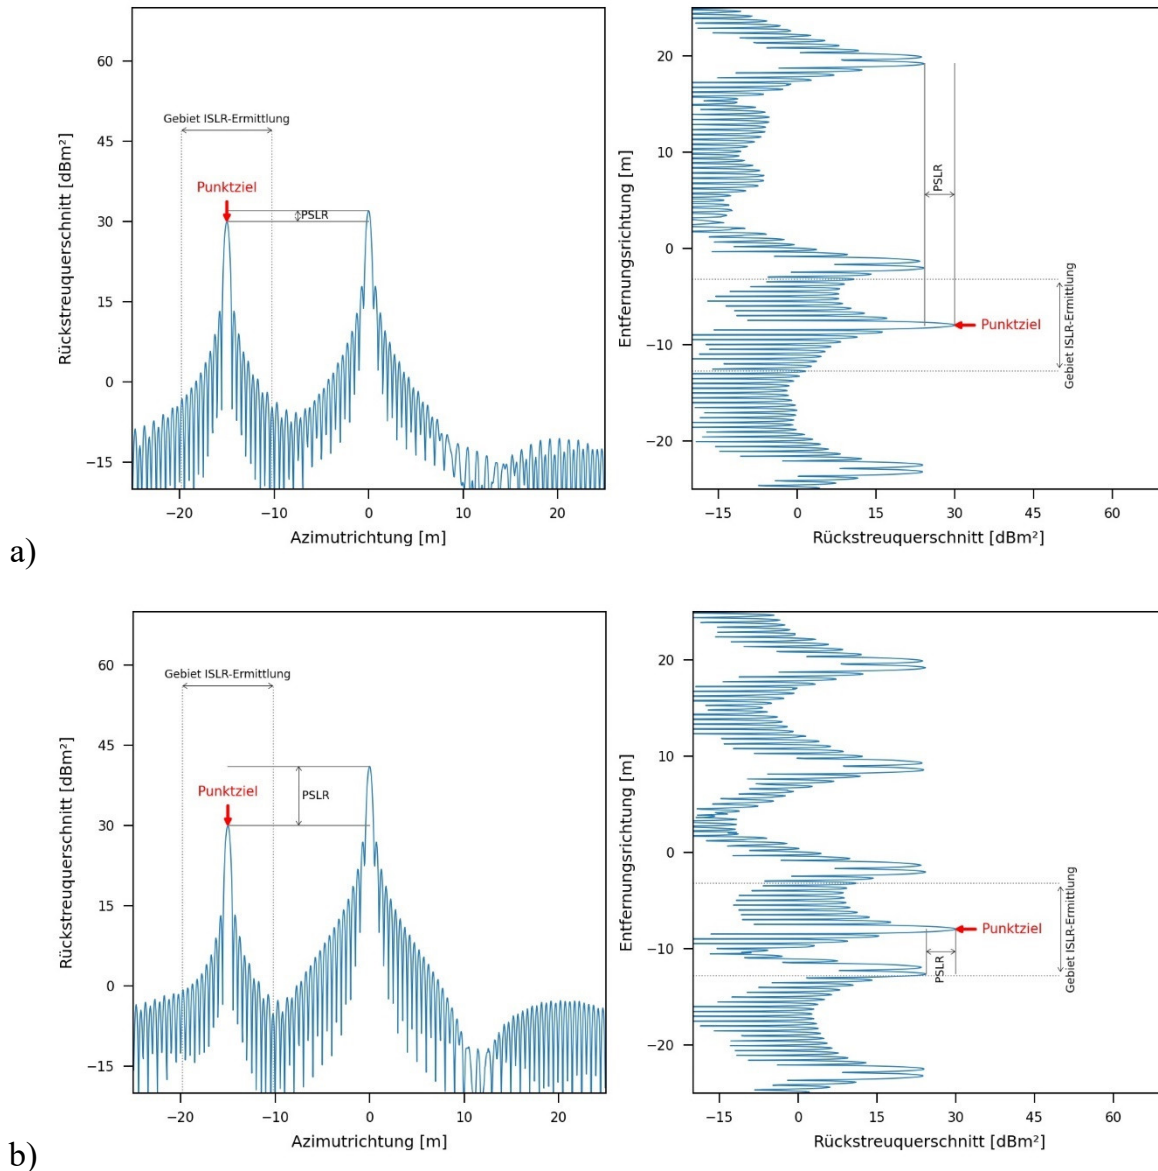 60
45
30
15
0
−15
Rückstreuquerschnitt [dBm²]
Gebiet ISLR-Ermittlung
Punktziel
PSLR
−20
−10
0
10
20
Azimutrichtung [m]
20
10
0
−10
−20
Entfernungsrichtung [m]
PSLR
Punktziel
Gebiet ISLR-Ermittlung
−15
0
15
30
45
60
Rückstreuquerschnitt [dBm²]
a)
60
45
30
15
0
−15
Rückstreuquerschnitt [dBm²]
Gebiet ISLR-Ermittlung
Punktziel
PSLR
−20
−10
0
10
20
Azimutrichtung [m]
20
10
0
−10
−20
Entfernungsrichtung [m]
Punktziel
PSLR
Gebiet ISLR-Ermittlung
−15
0
15
30
45
60
Rückstreuquerschnitt [dBm²]
b)